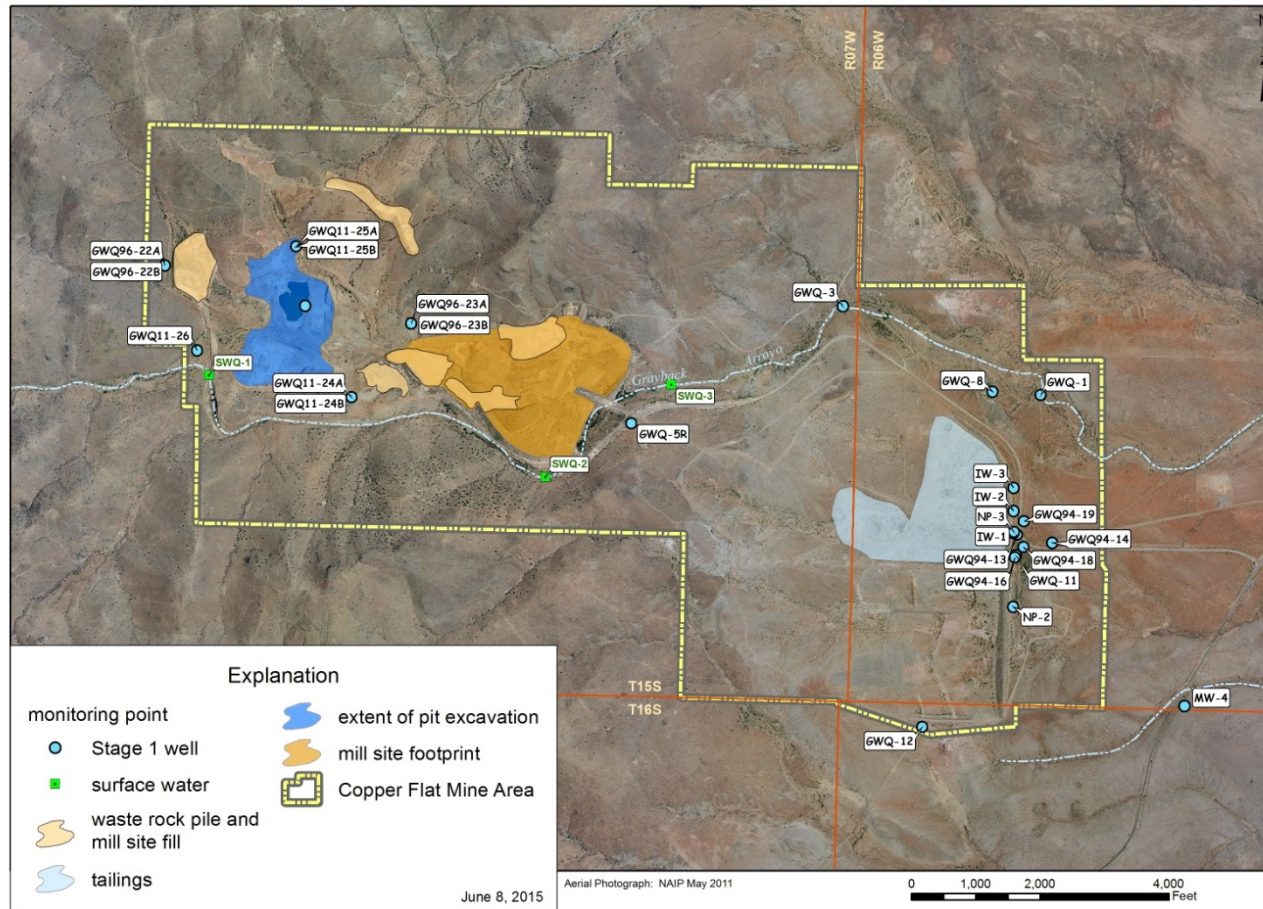 R07W
R06W
GWQ11-25A
GWQ11-25B
GWQ96-22A
GWQ96-22B
GWQ96-23A
GWQ96-23B
GWQ-3
GWQ11-26
SWQ-1
GWQ11-24A
GWQ11-24B
Grayback Arroyo
SWQ-3
GWQ-8
GWQ-1
GWQ-5R
SWQ-2
IW-3
IW-2
NP-3
GWQ94-19
IW-1
GWQ94-14
GWQ94-13
GWQ94-18
GWQ94-16
GWQ-11
NP-2
T15S
T16S
MW-4
GWQ-12
Explanation
monitoring point
Stage 1 well
surface water
waste rock pile and
mill site fill
tailings
extent of pit excavation
mill site footprint
Copper Flat Mine Area
June 8, 2015
Aerial Photograph: NAIP May 2011
0 1,000 2,000 4,000
Feet